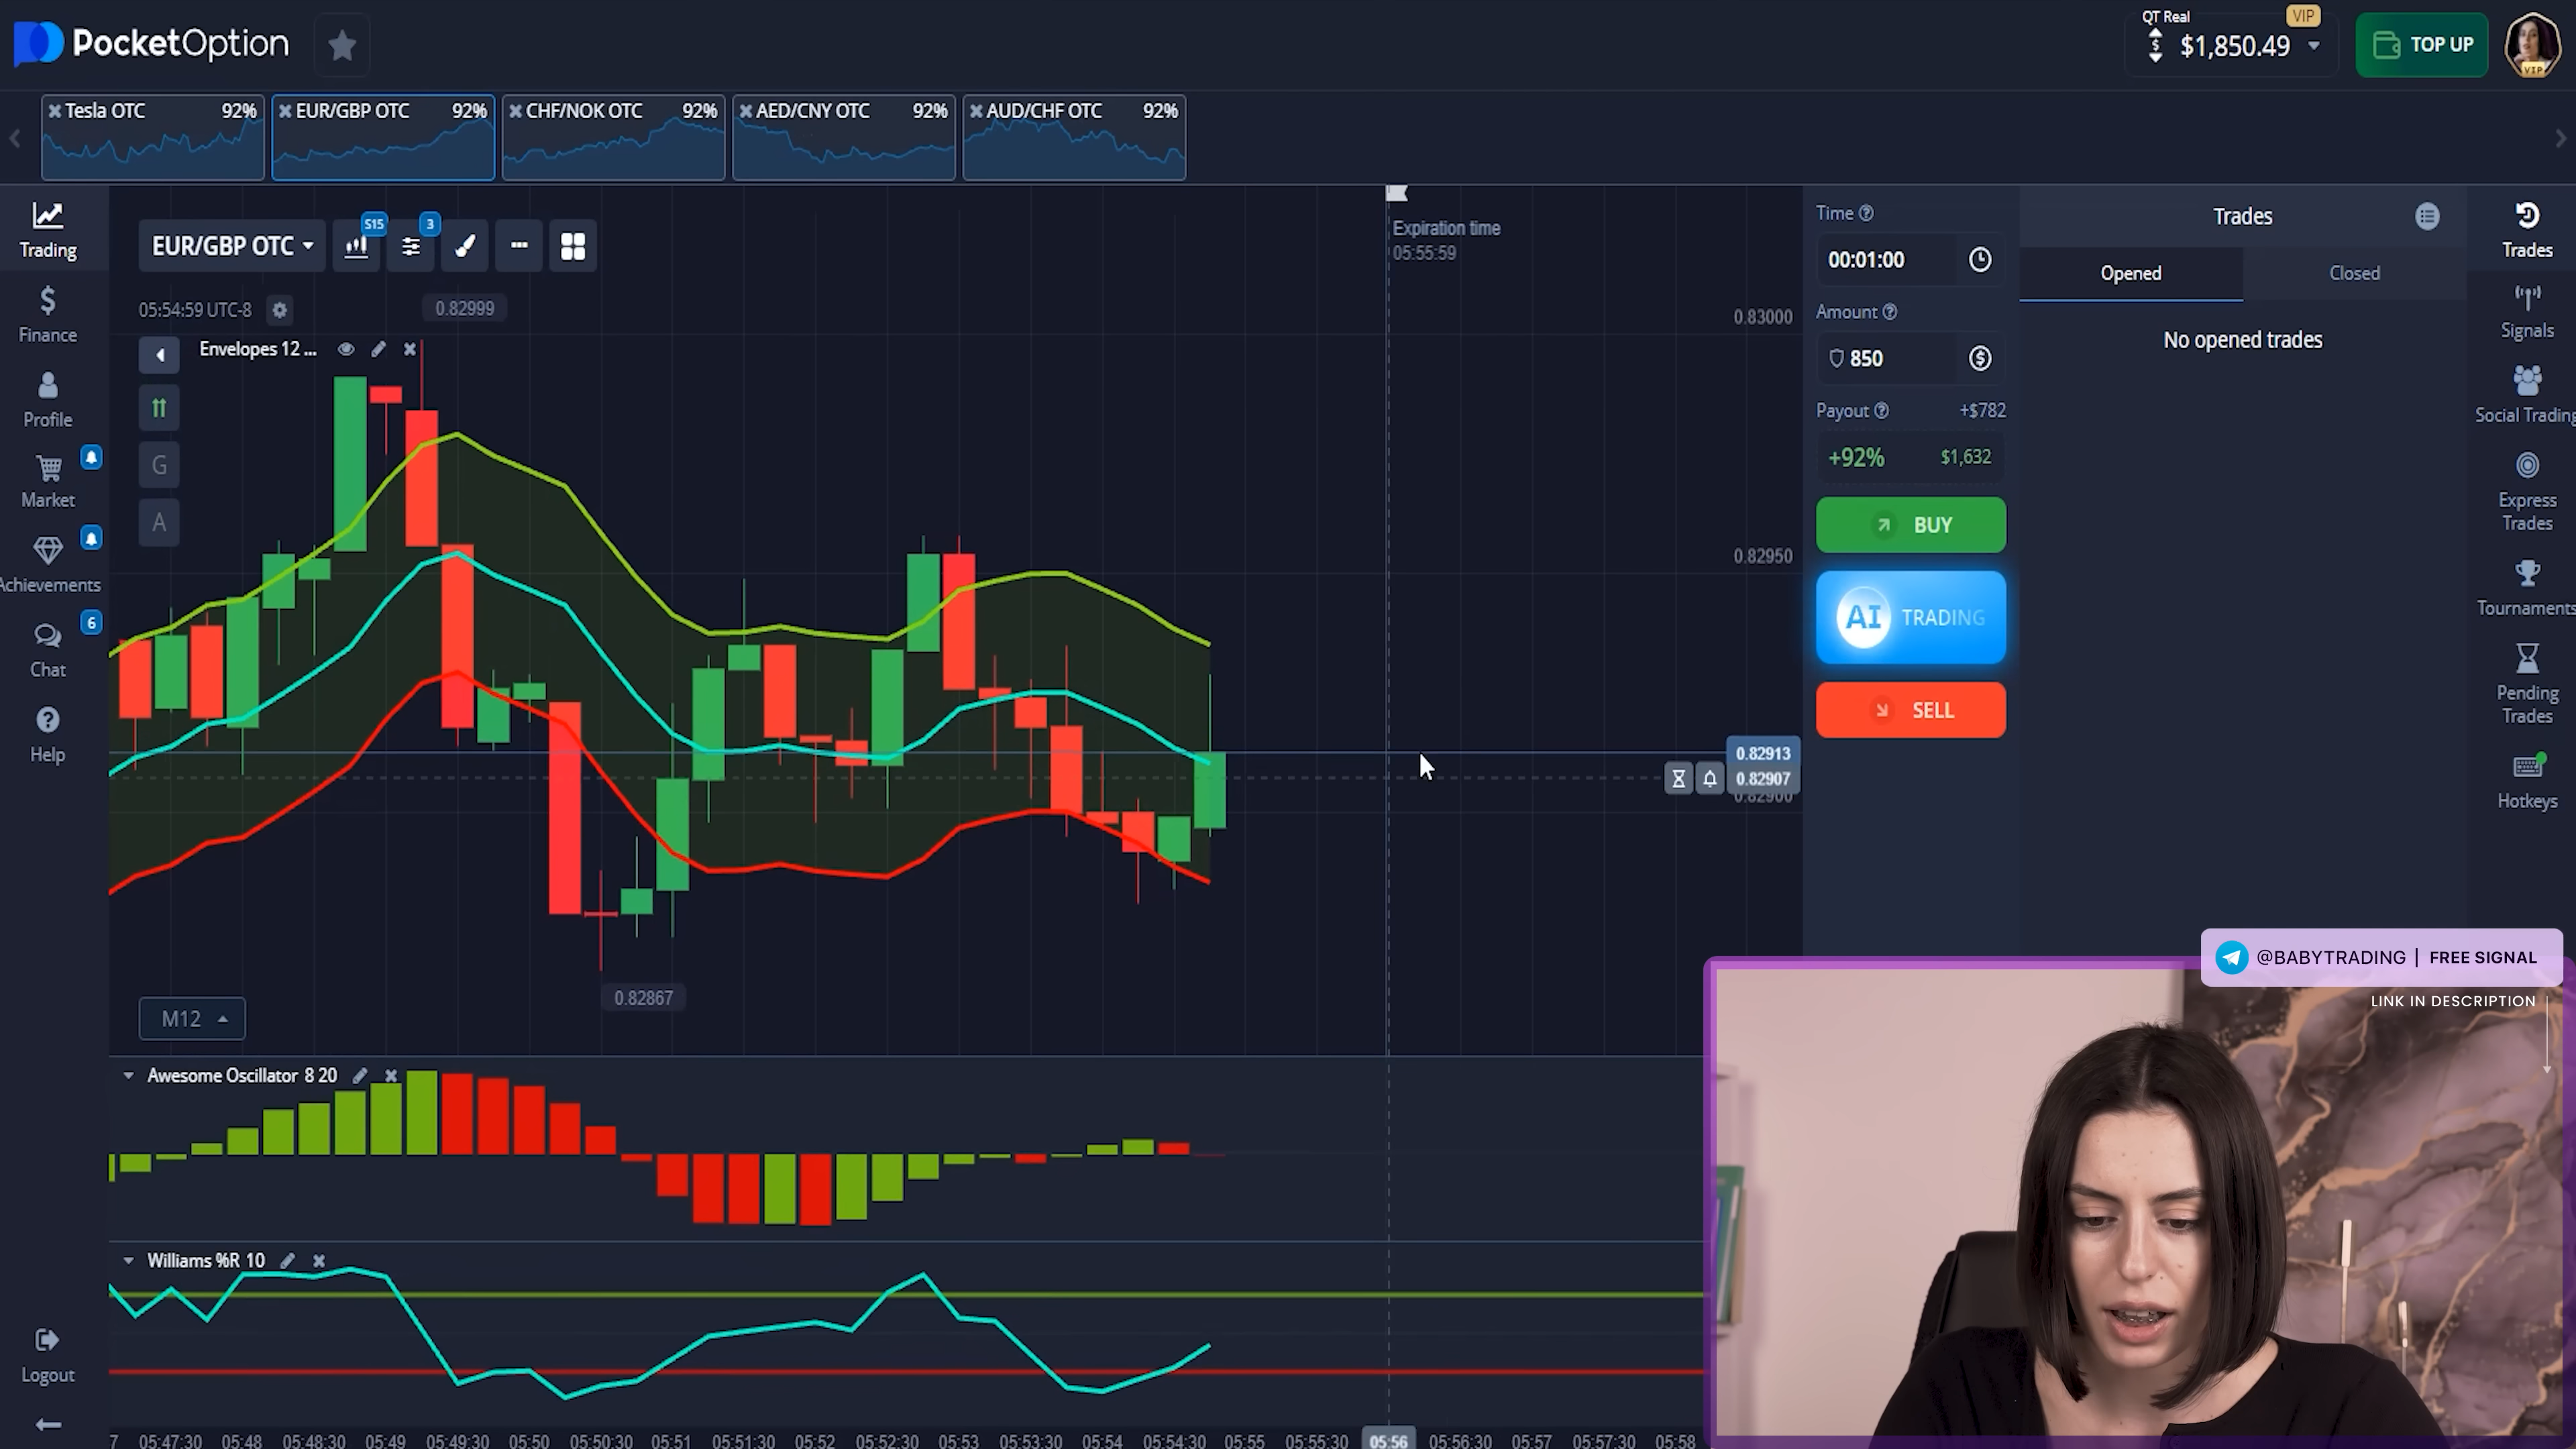 PocketOption
QT Real
VIP
$1,850.49
TOP UP
VIP
Tesla OTC 92%
EUR/GBP OTC 92%
CHF/NOK OTC 92%
AED/CNY OTC 92%
AUD/CHF OTC 92%
Trading
Finance
Profile
Market
Achievements
6
Chat
Help
Logout
EUR/GBP OTC
S15
3
05:54:59 UTC-8
0.82999
Envelopes 12 ...
G
A
Expiration time
05:55:59
0.83000
0.82950
0.82913
0.82907
0.82900
0.82867
M12
Awesome Oscillator 8 20
Williams %R 10
7 05:47:30 05:48 05:48:30 05:49 05:49:30 05:50 05:50:30 05:51 05:51:30 05:52 05:52:30 05:53 05:53:30 05:54 05:54:30 05:55 05:55:30 05:56 05:56:30 05:57 05:57:30 05:58
Time
00:01:00
Amount
850
Payout +$782
+92% $1,632
BUY
AI TRADING
SELL
Trades
Opened Closed
No opened trades
Trades
Signals
Social Trading
Express
Trades
Tournaments
Pending
Trades
Hotkeys
@BABYTRADING | FREE SIGNAL
LINK IN DESCRIPTION